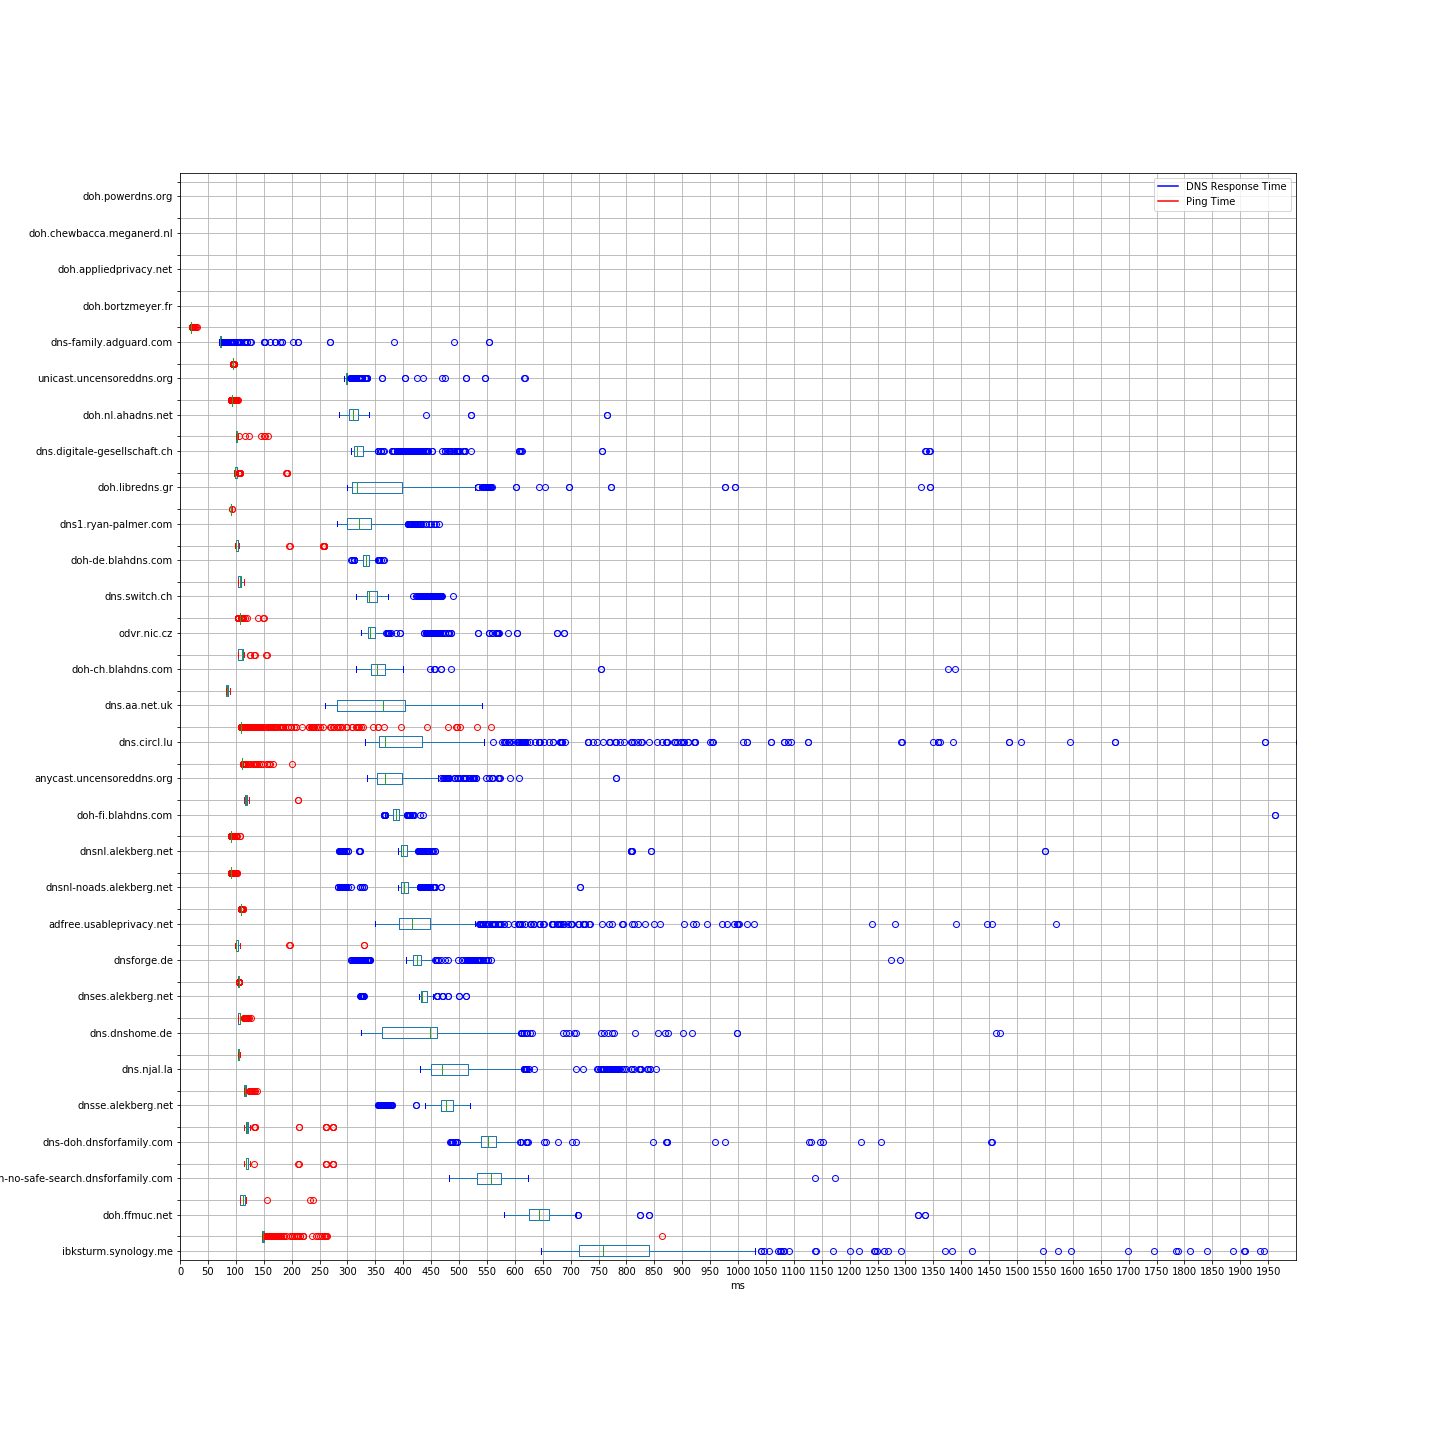 DNS Response Time
Ping Time
doh.powerdns.org
doh.chewbacca.meganerd.nl
doh.appliedprivacy.net
doh.bortzmeyer.fr
dns-family.adguard.com
unicast.uncensoreddns.org
doh.nl.ahadns.net
dns.digitale-gesellschaft.ch
doh.libredns.gr
dns1.ryan-palmer.com
doh-de.blahdns.com
dns.switch.ch
odvr.nic.cz
doh-ch.blahdns.com
dns.aa.net.uk
dns.circl.lu
anycast.uncensoreddns.org
doh-fi.blahdns.com
dnsnl.alekberg.net
dnsnl-noads.alekberg.net
adfree.usableprivacy.net
dnsforge.de
dnses.alekberg.net
dns.dnshome.de
dns.njal.la
dnsse.alekberg.net
dns-doh.dnsforfamily.com
-no-safe-search.dnsforfamily.com
doh.ffmuc.net
ibksturm.synology.me
0 50 100 150 200 250 300 350 400 450 500 550 600 650 700 750 800 850 900 950 1000 1050 1100 1150 1200 1250 1300 1350 1400 1450 1500 1550 1600 1650 1700 1750 1800 1850 1900 1950
ms